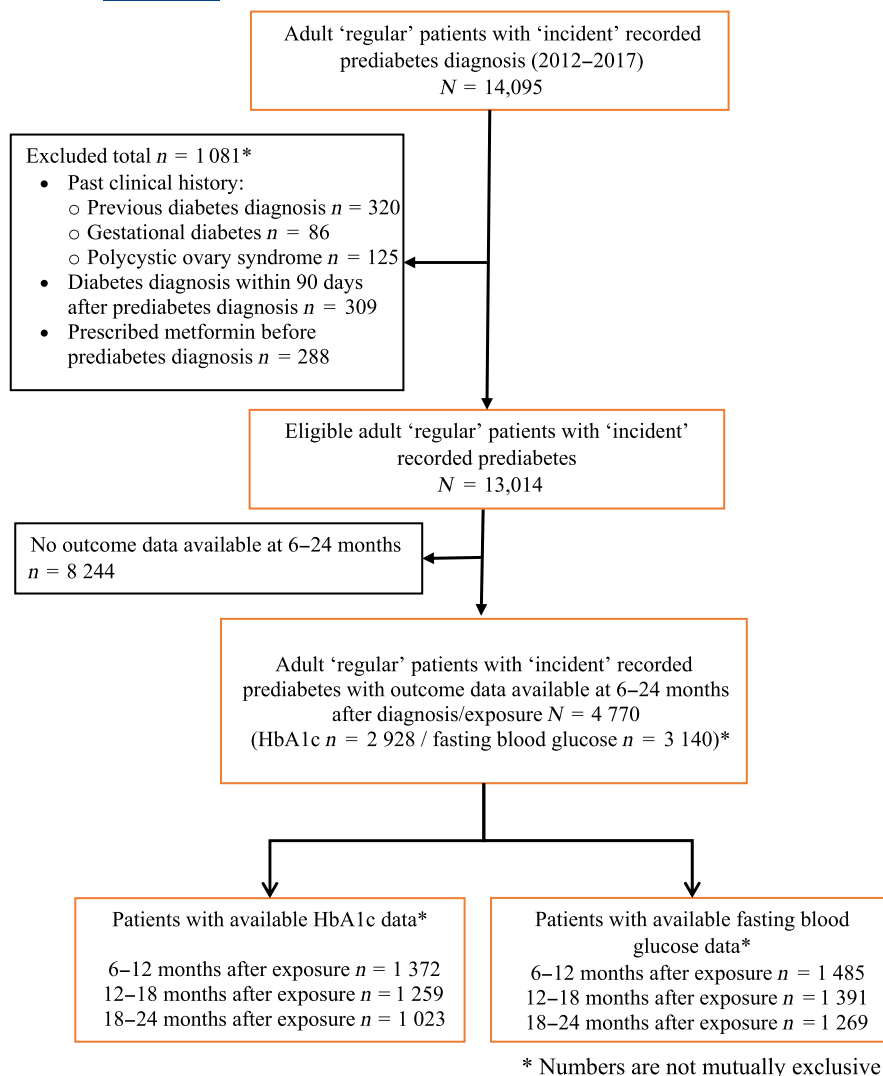 Adult ‘regular’ patients with ‘incident’ recorded
prediabetes diagnosis (2012–2017)
N = 14,095
Excluded total n = 1 081*
• Past clinical history:
o Previous diabetes diagnosis n = 320
o Gestational diabetes n = 86
o Polycystic ovary syndrome n = 125
• Diabetes diagnosis within 90 days
after prediabetes diagnosis n = 309
• Prescribed metformin before
prediabetes diagnosis n = 288
Eligible adult ‘regular’ patients with ‘incident’
recorded prediabetes
N = 13,014
No outcome data available at 6–24 months
n = 8 244
Adult ‘regular’ patients with ‘incident’ recorded
prediabetes with outcome data available at 6–24 months
after diagnosis/exposure N = 4 770
(HbA1c n = 2 928 / fasting blood glucose n = 3 140)*
Patients with available HbA1c data*
6–12 months after exposure n = 1 372
12–18 months after exposure n = 1 259
18–24 months after exposure n = 1 023
Patients with available fasting blood
glucose data*
6–12 months after exposure n = 1 485
12–18 months after exposure n = 1 391
18–24 months after exposure n = 1 269
* Numbers are not mutually exclusive